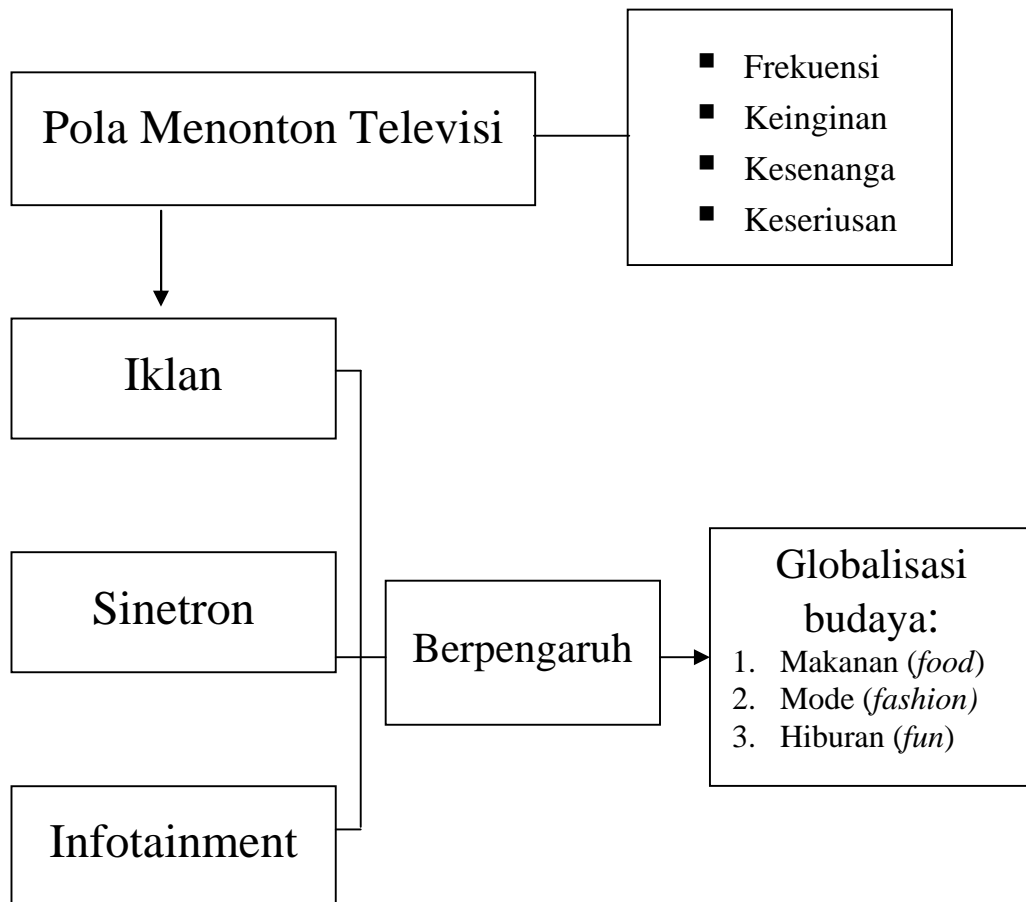 Pola Menonton Televisi
▪ Frekuensi
▪ Keinginan
▪ Kesenanga
▪ Keseriusan
Iklan
Sinetron
Berpengaruh
Globalisasi
budaya:
1. Makanan (food)
2. Mode (fashion)
3. Hiburan (fun)
Infotainment